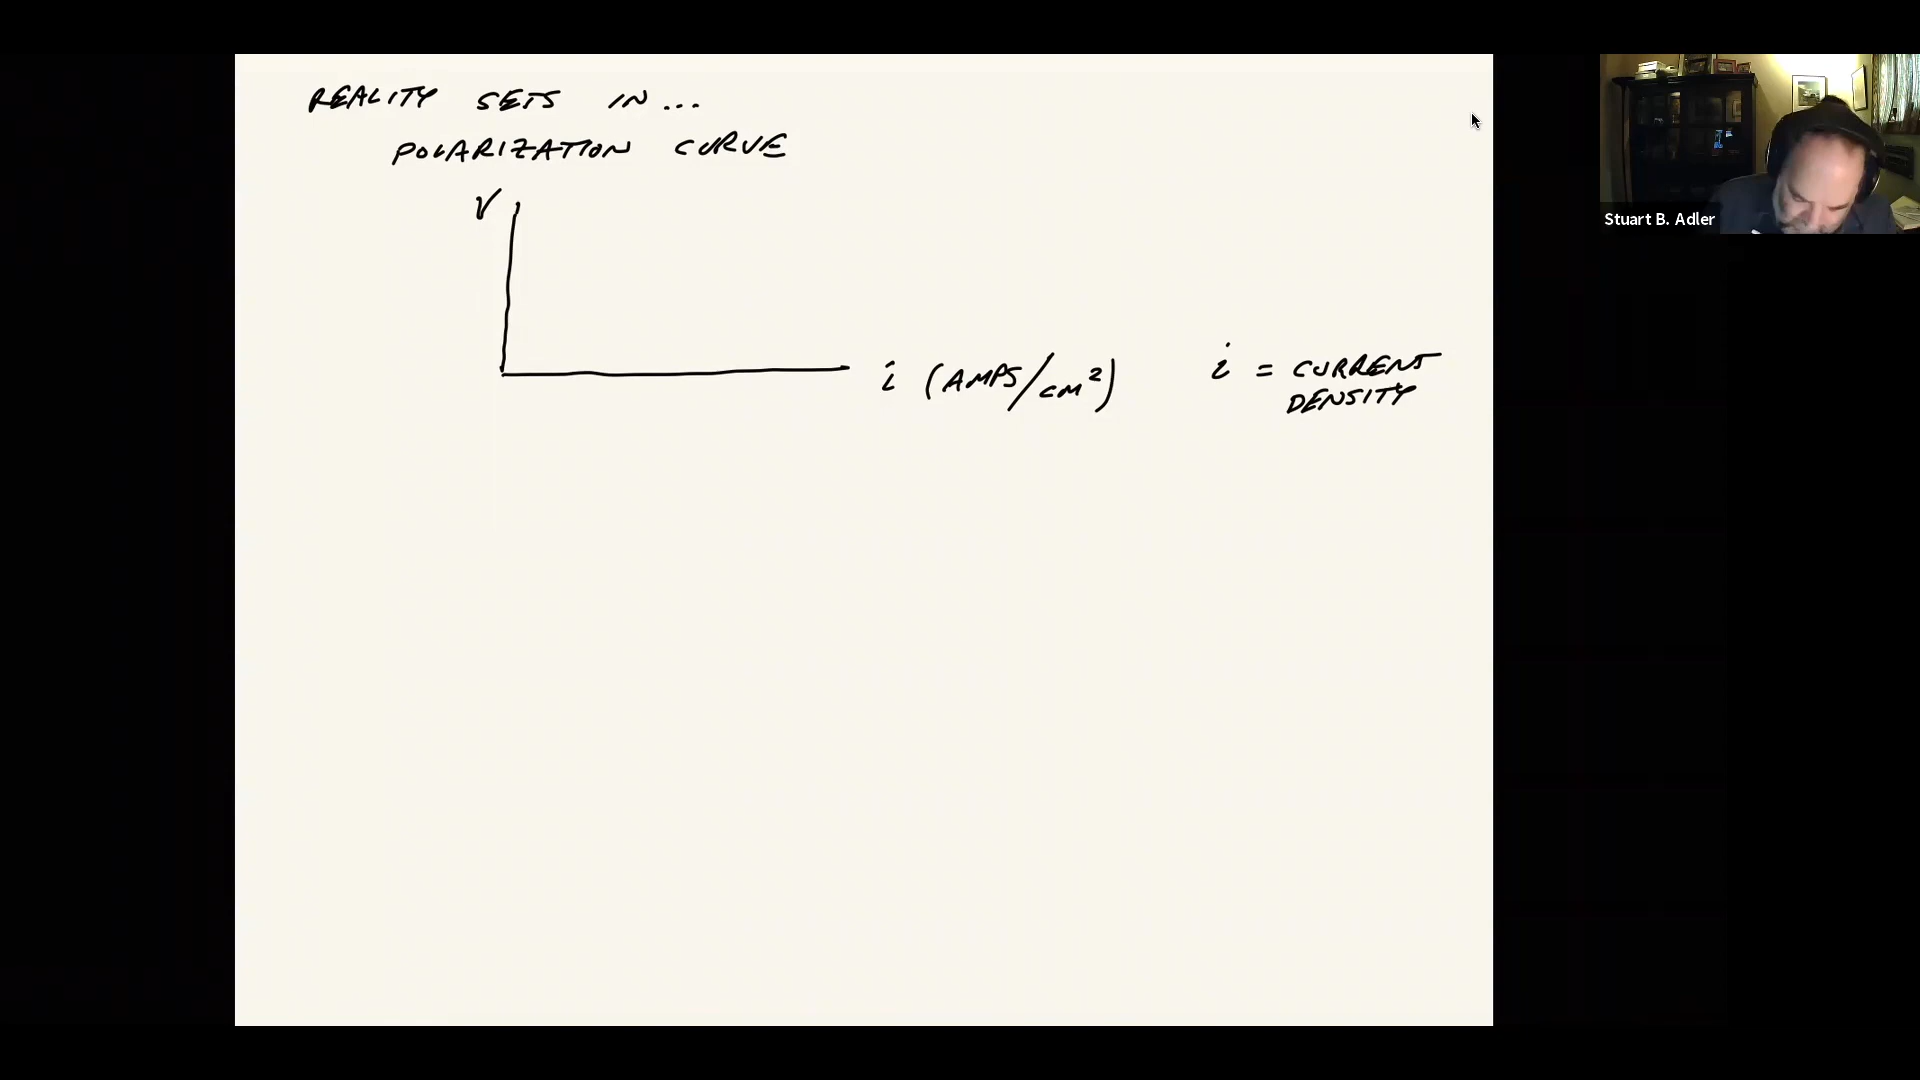 REALITY SETS IN...
POLARIZATION CURVE
V
i (AMPS/cm²)
i = CURRENT
DENSITY
Stuart B. Adler